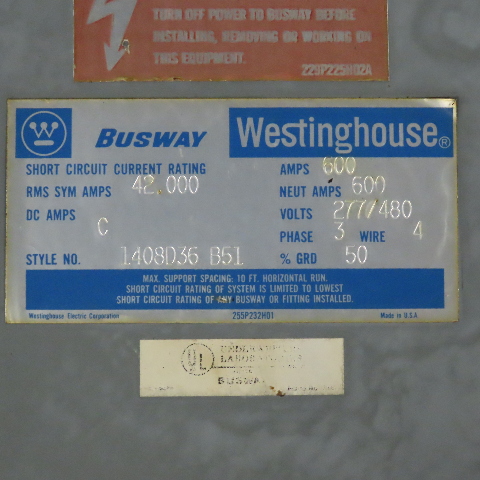 TURN OFF POWER TO BUSWAY BEFORE
INSTALLING, REMOVING OR WORKING ON
THIS EQUIPMENT.
229P225H02A
W BUSWAY Westinghouse®
SHORT CIRCUIT CURRENT RATING
RMS SYM AMPS 42,000
DC AMPS
C
STYLE NO. 1408D36 B51
AMPS 600
NEUT AMPS 600
VOLTS 277/480
PHASE 3 WIRE 4
% GRD 50
MAX. SUPPORT SPACING: 10 FT. HORIZONTAL RUN.
SHORT CIRCUIT RATING OF SYSTEM IS LIMITED TO LOWEST
SHORT CIRCUIT RATING OF ANY BUSWAY OR FITTING INSTALLED.
Westinghouse Electric Corporation 255P232H01 Made in U.S.A
UL
BUSWAY